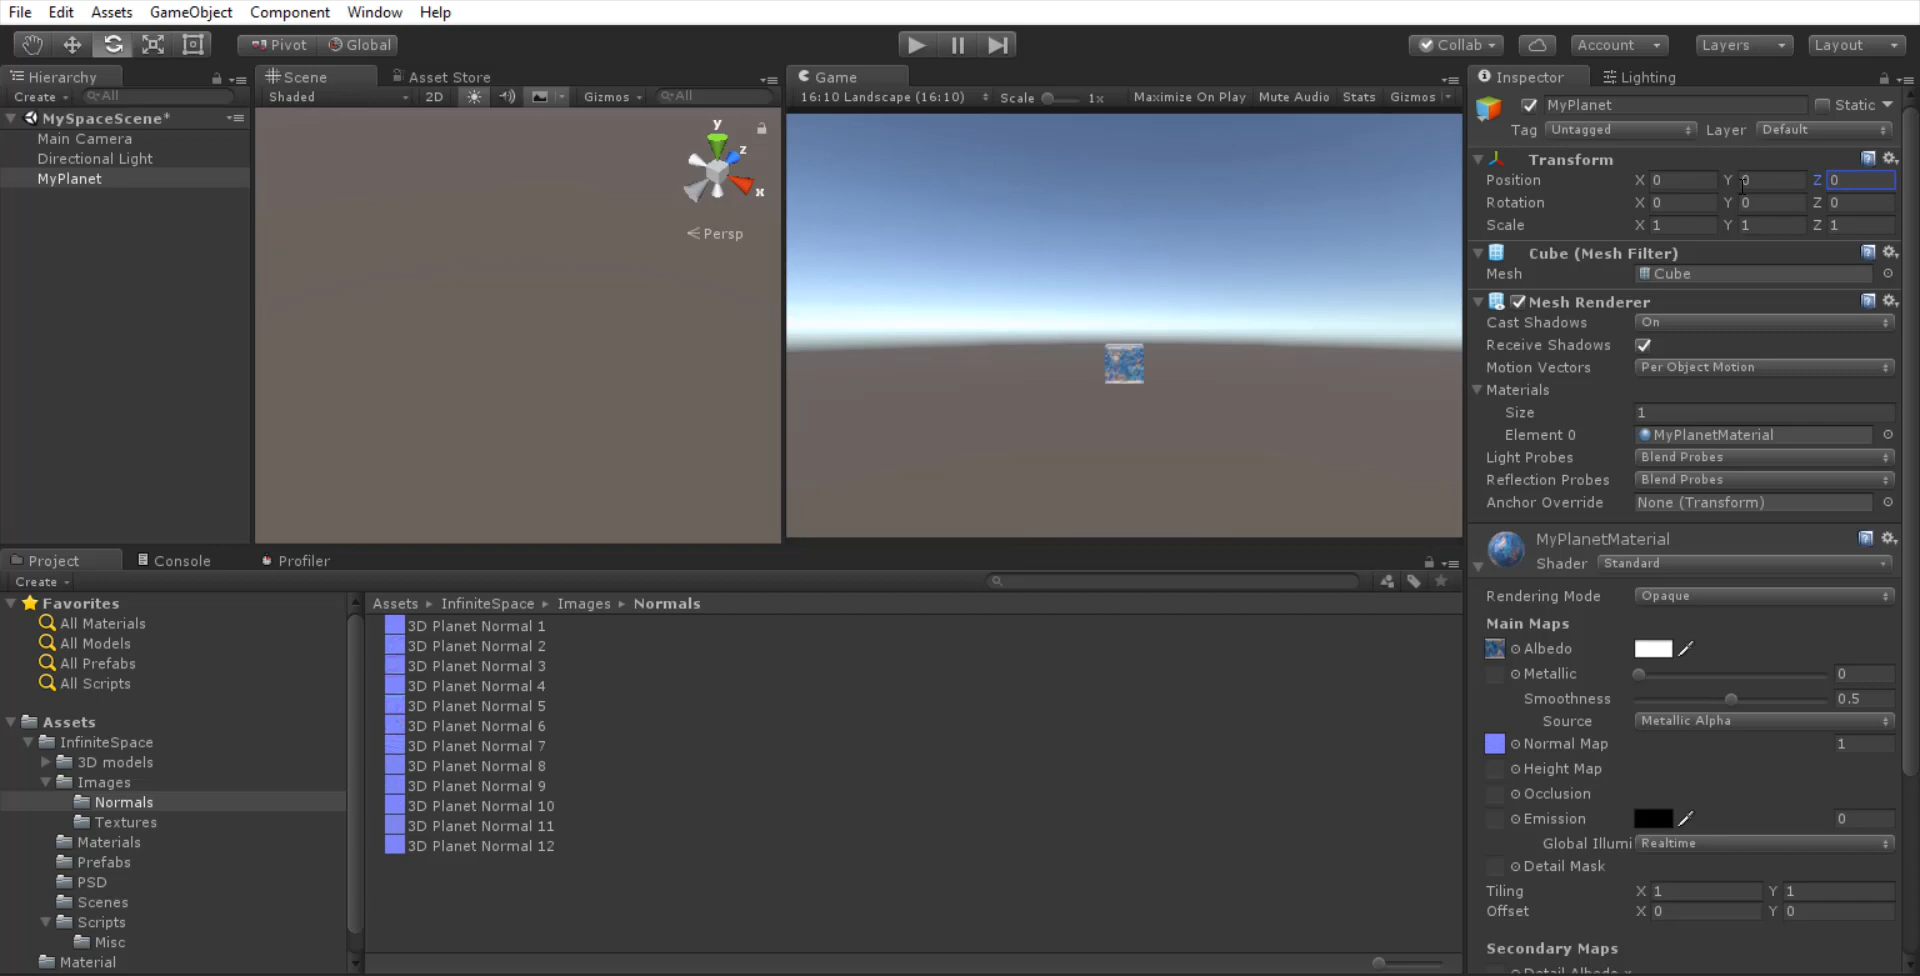 File Edit Assets GameObject Component Window Help
Pivot Global Collab Account Layers Layout
Hierarchy
Create All
MySpaceScene*
Main Camera
Directional Light
MyPlanet
Scene Asset Store
Shaded 2D Gizmos All
y
z
x
Persp
Game
16:10 Landscape (16:10) Scale 1x Maximize On Play Mute Audio Stats Gizmos
Inspector Lighting
MyPlanet Static
Tag Untagged Layer Default
Transform
Position X 0 Y 0 Z 0
Rotation X 0 Y 0 Z 0
Scale X 1 Y 1 Z 1
Cube (Mesh Filter)
Mesh Cube
Mesh Renderer
Cast Shadows On
Receive Shadows
Motion Vectors Per Object Motion
Materials
Size 1
Element 0 MyPlanetMaterial
Light Probes Blend Probes
Reflection Probes Blend Probes
Anchor Override None (Transform)
MyPlanetMaterial
Shader Standard
Rendering Mode Opaque
Main Maps
Albedo
Metallic 0
Smoothness 0.5
Source Metallic Alpha
Normal Map 1
Height Map
Occlusion
Emission 0
Global Illumi Realtime
Detail Mask
Tiling X 1 Y 1
Offset X 0 Y 0
Secondary Maps
Project Console Profiler
Create
Favorites
All Materials
All Models
All Prefabs
All Scripts
Assets
InfiniteSpace
3D models
Images
Normals
Textures
Materials
Prefabs
PSD
Scenes
Scripts
Misc
Material
Assets InfiniteSpace Images Normals
3D Planet Normal 1
3D Planet Normal 2
3D Planet Normal 3
3D Planet Normal 4
3D Planet Normal 5
3D Planet Normal 6
3D Planet Normal 7
3D Planet Normal 8
3D Planet Normal 9
3D Planet Normal 10
3D Planet Normal 11
3D Planet Normal 12